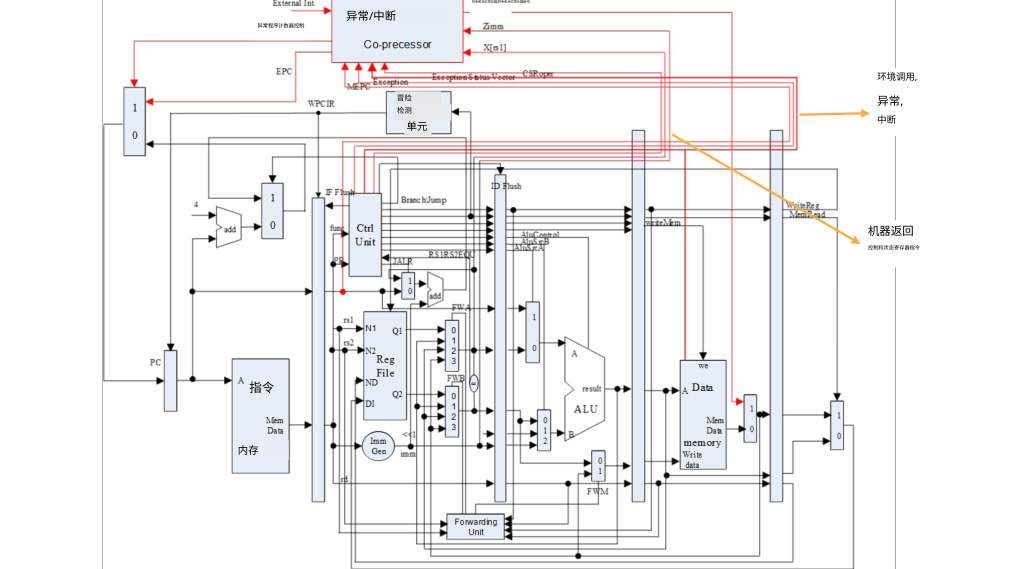 External Int.
异常程序计数器控制
异常/中断
Co-precessor
Zimm
X[rs1]
EPC
MEPC
Exception
Exception Status Vector
CSRoper
环境调用,
异常,
中断
WPCIR
冒险
检测
单元
1
0
4
add
1
0
IF Flush
ID Flush
Ctrl
Unit
func
BranchJump
WriteReg
MemRead
writeMem
机器返回
控制和状态寄存器指令
AluControl
AluSrcB
AluSrcA
RS1RS2EQU
JALR
1
0
add
FWA
rs1
N1
Q1
rs2
N2
Reg
File
ND
DI
Q2
0
1
2
3
FWB
0
1
2
3
=
1
0
A
result
ALU
B
0
1
2
we
A
Data
Mem
Data
memory
Write
data
1
0
1
0
PC
A
指令
Mem
Data
内存
Imm
Gen
<<1
imm
rd
0
1
FWM
Forwarding
Unit